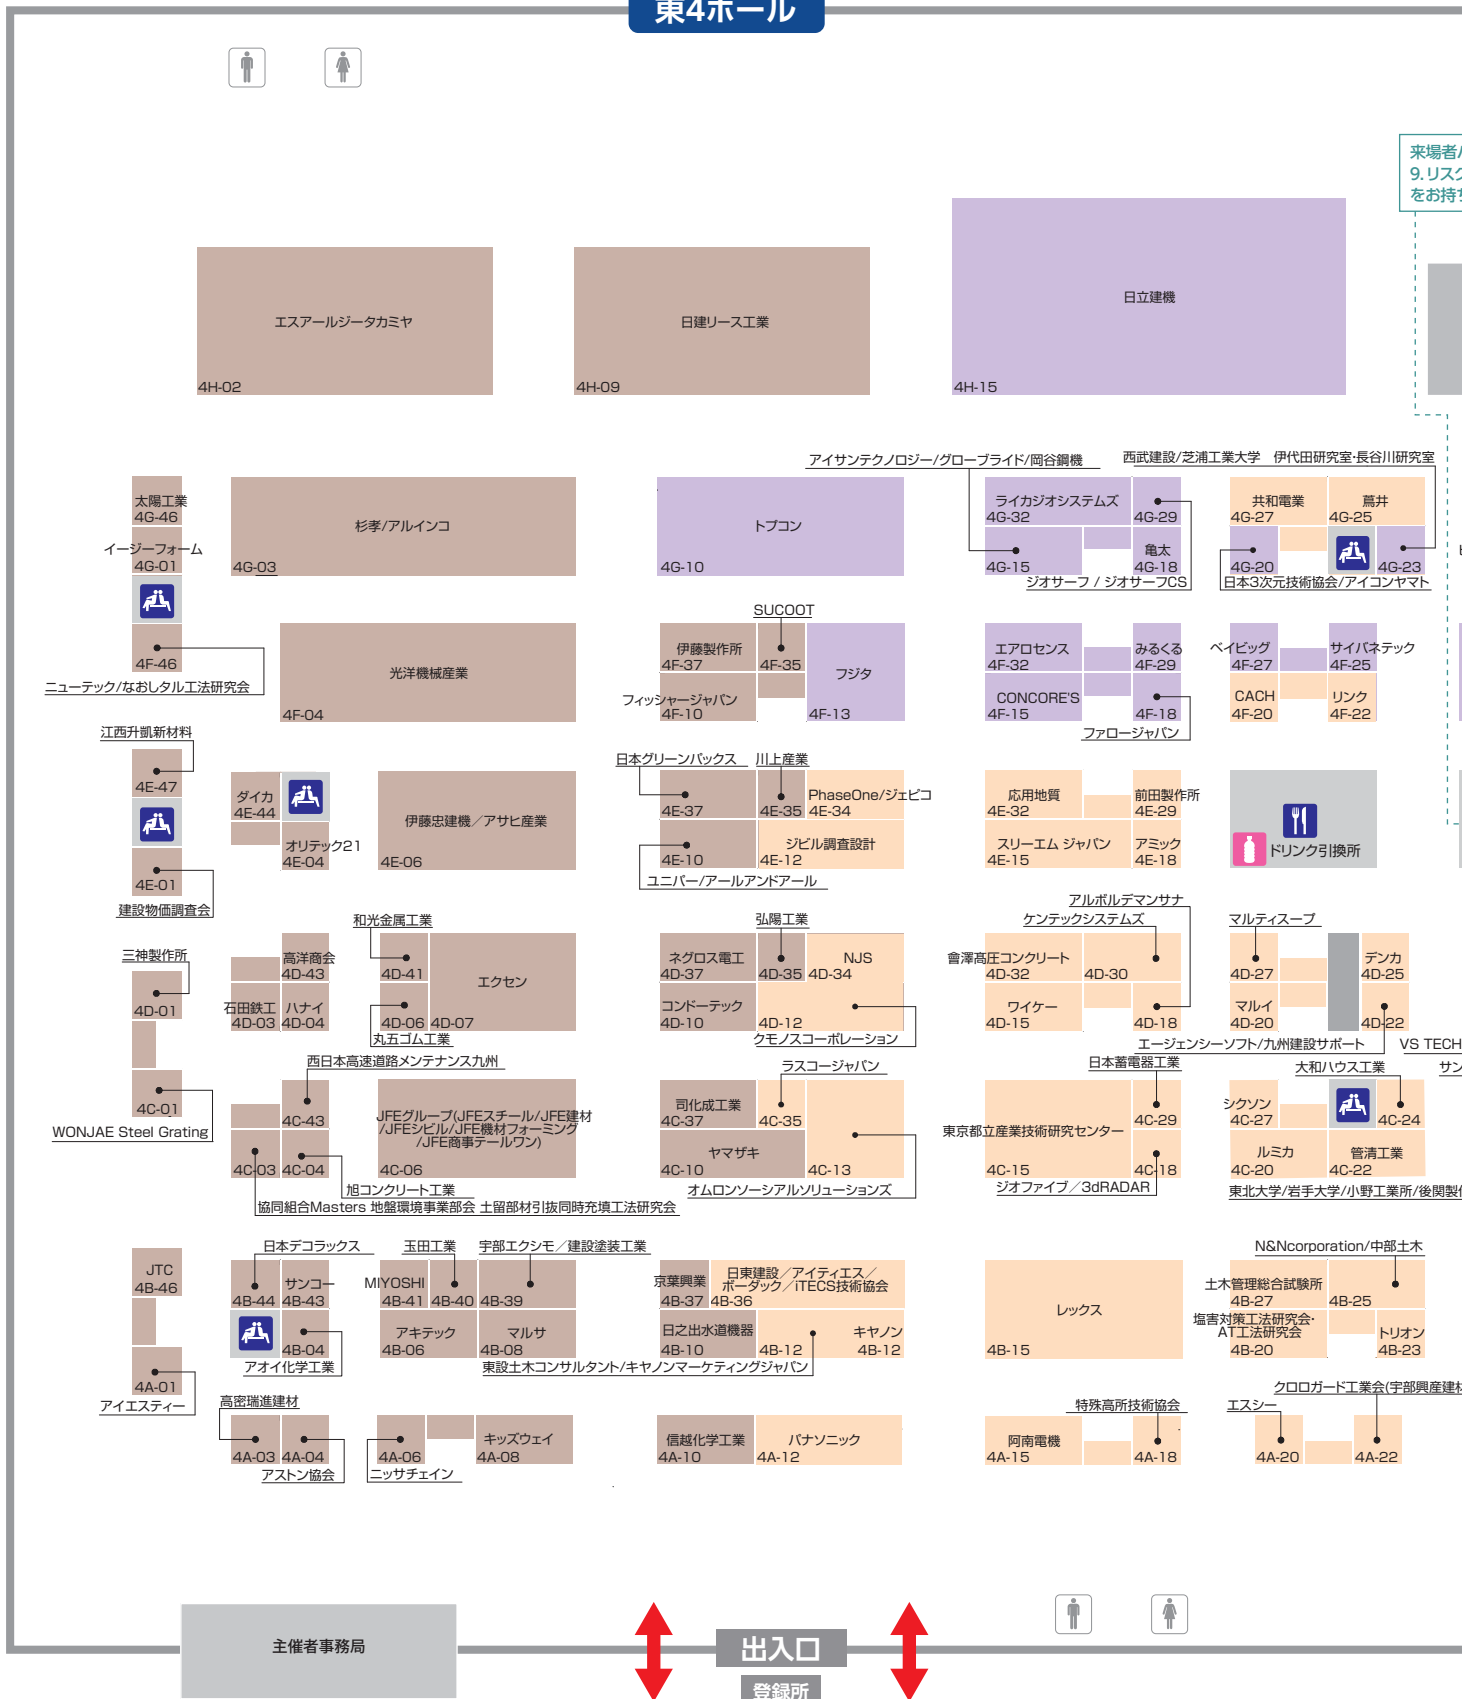 東4ホール
来場者
9.リスク
をお持ち
エスアールジータカミヤ
4H-02
日建リース工業
4H-09
日立建機
4H-15
アイサンテクノロジー/グローブライド/岡谷鋼機
西武建設/芝浦工業大学 伊代田研究室・長谷川研究室
太陽工業
4G-46
イージーフォーム
4G-01
杉孝/アルインコ
4G-03
トプコン
4G-10
ライカジオシステムズ
4G-32
4G-29
4G-15
亀太
4G-18
ジオサーフ / ジオサーフCS
共和電業
4G-27
蔦井
4G-25
4G-20
4G-23
日本3次元技術協会/アイコンヤマト
4F-46
ニューテック/なおしタル工法研究会
光洋機械産業
4F-04
SUCOOT
伊藤製作所
4F-37
4F-35
フィッシャージャパン
4F-10
フジタ
4F-13
エアロセンス
4F-32
みるくる
4F-29
CONCORE'S
4F-15
4F-18
ファロージャパン
ベイビッグ
4F-27
サイバネテック
4F-25
CACH
4F-20
リンク
4F-22
江西升凱新材料
4E-47
4E-01
建設物価調査会
ダイカ
4E-44
オリテック21
4E-04
伊藤忠建機／アサヒ産業
4E-06
日本グリーンパックス
川上産業
4E-37
4E-35
PhaseOne/ジェピコ
4E-34
4E-10
ジビル調査設計
4E-12
ユニバー/アールアンドアール
応用地質
4E-32
前田製作所
4E-29
スリーエム ジャパン
4E-15
アミック
4E-18
ドリンク引換所
三神製作所
4D-01
高洋商会
4D-43
石田鉄工
4D-03
ハナイ
4D-04
和光金属工業
4D-41
4D-06
エクセン
4D-07
丸五ゴム工業
弘陽工業
ネグロス電工
4D-37
4D-35
NJS
4D-34
コンドーテック
4D-10
4D-12
クモノスコーポレーション
アルボルデマンサナ
ケンテックシステムズ
會澤高圧コンクリート
4D-32
4D-30
ワイケー
4D-15
4D-18
マルティスープ
4D-27
デンカ
4D-25
マルイ
4D-20
4D-22
エージェンシーソフト/九州建設サポート
VS TECH
サン
4C-01
WONJAE Steel Grating
西日本高速道路メンテナンス九州
4C-43
4C-03
4C-04
旭コンクリート工業
協同組合Masters 地盤環境事業部会 土留部材引抜同時充填工法研究会
JFEグループ(JFEスチール/JFE建材
/JFEシビル/JFE機材フォーミング
/JFE商事テールワン)
4C-06
ラスコージャパン
司化成工業
4C-37
4C-35
ヤマザキ
4C-10
4C-13
オムロンソーシアルソリューションズ
日本蓄電器工業
4C-29
東京都立産業技術研究センター
4C-15
4C-18
ジオファイブ／3dRADAR
大和ハウス工業
シクソン
4C-27
4C-24
ルミカ
4C-20
管清工業
4C-22
東北大学/岩手大学/小野工業所/後関製作
JTC
4B-46
4A-01
アイエスティー
日本デコラックス
4B-44
サンコー
4B-43
4B-04
アオイ化学工業
玉田工業
宇部エクシモ／建設塗装工業
MIYOSHI
4B-41
4B-40
4B-39
アキテック
4B-06
マルサ
4B-08
京葉興業
4B-37
日東建設／アイティエス／
ボーダック／iTECS技術協会
4B-36
日之出水道機器
4B-10
4B-12
キヤノン
4B-12
東設土木コンサルタント/キヤノンマーケティングジャパン
レックス
4B-15
N&Ncorporation/中部土木
土木管理総合試験所
4B-27
4B-25
塩害対策工法研究会・
AT工法研究会
4B-20
トリオン
4B-23
高密瑞進建材
4A-03
4A-04
アストン協会
4A-06
ニッサチェイン
キッズウェイ
4A-08
信越化学工業
4A-10
パナソニック
4A-12
特殊高所技術協会
阿南電機
4A-15
4A-18
クロロガード工業会(宇部興産建材
エスシー
4A-20
4A-22
主催者事務局
出入口
登録所